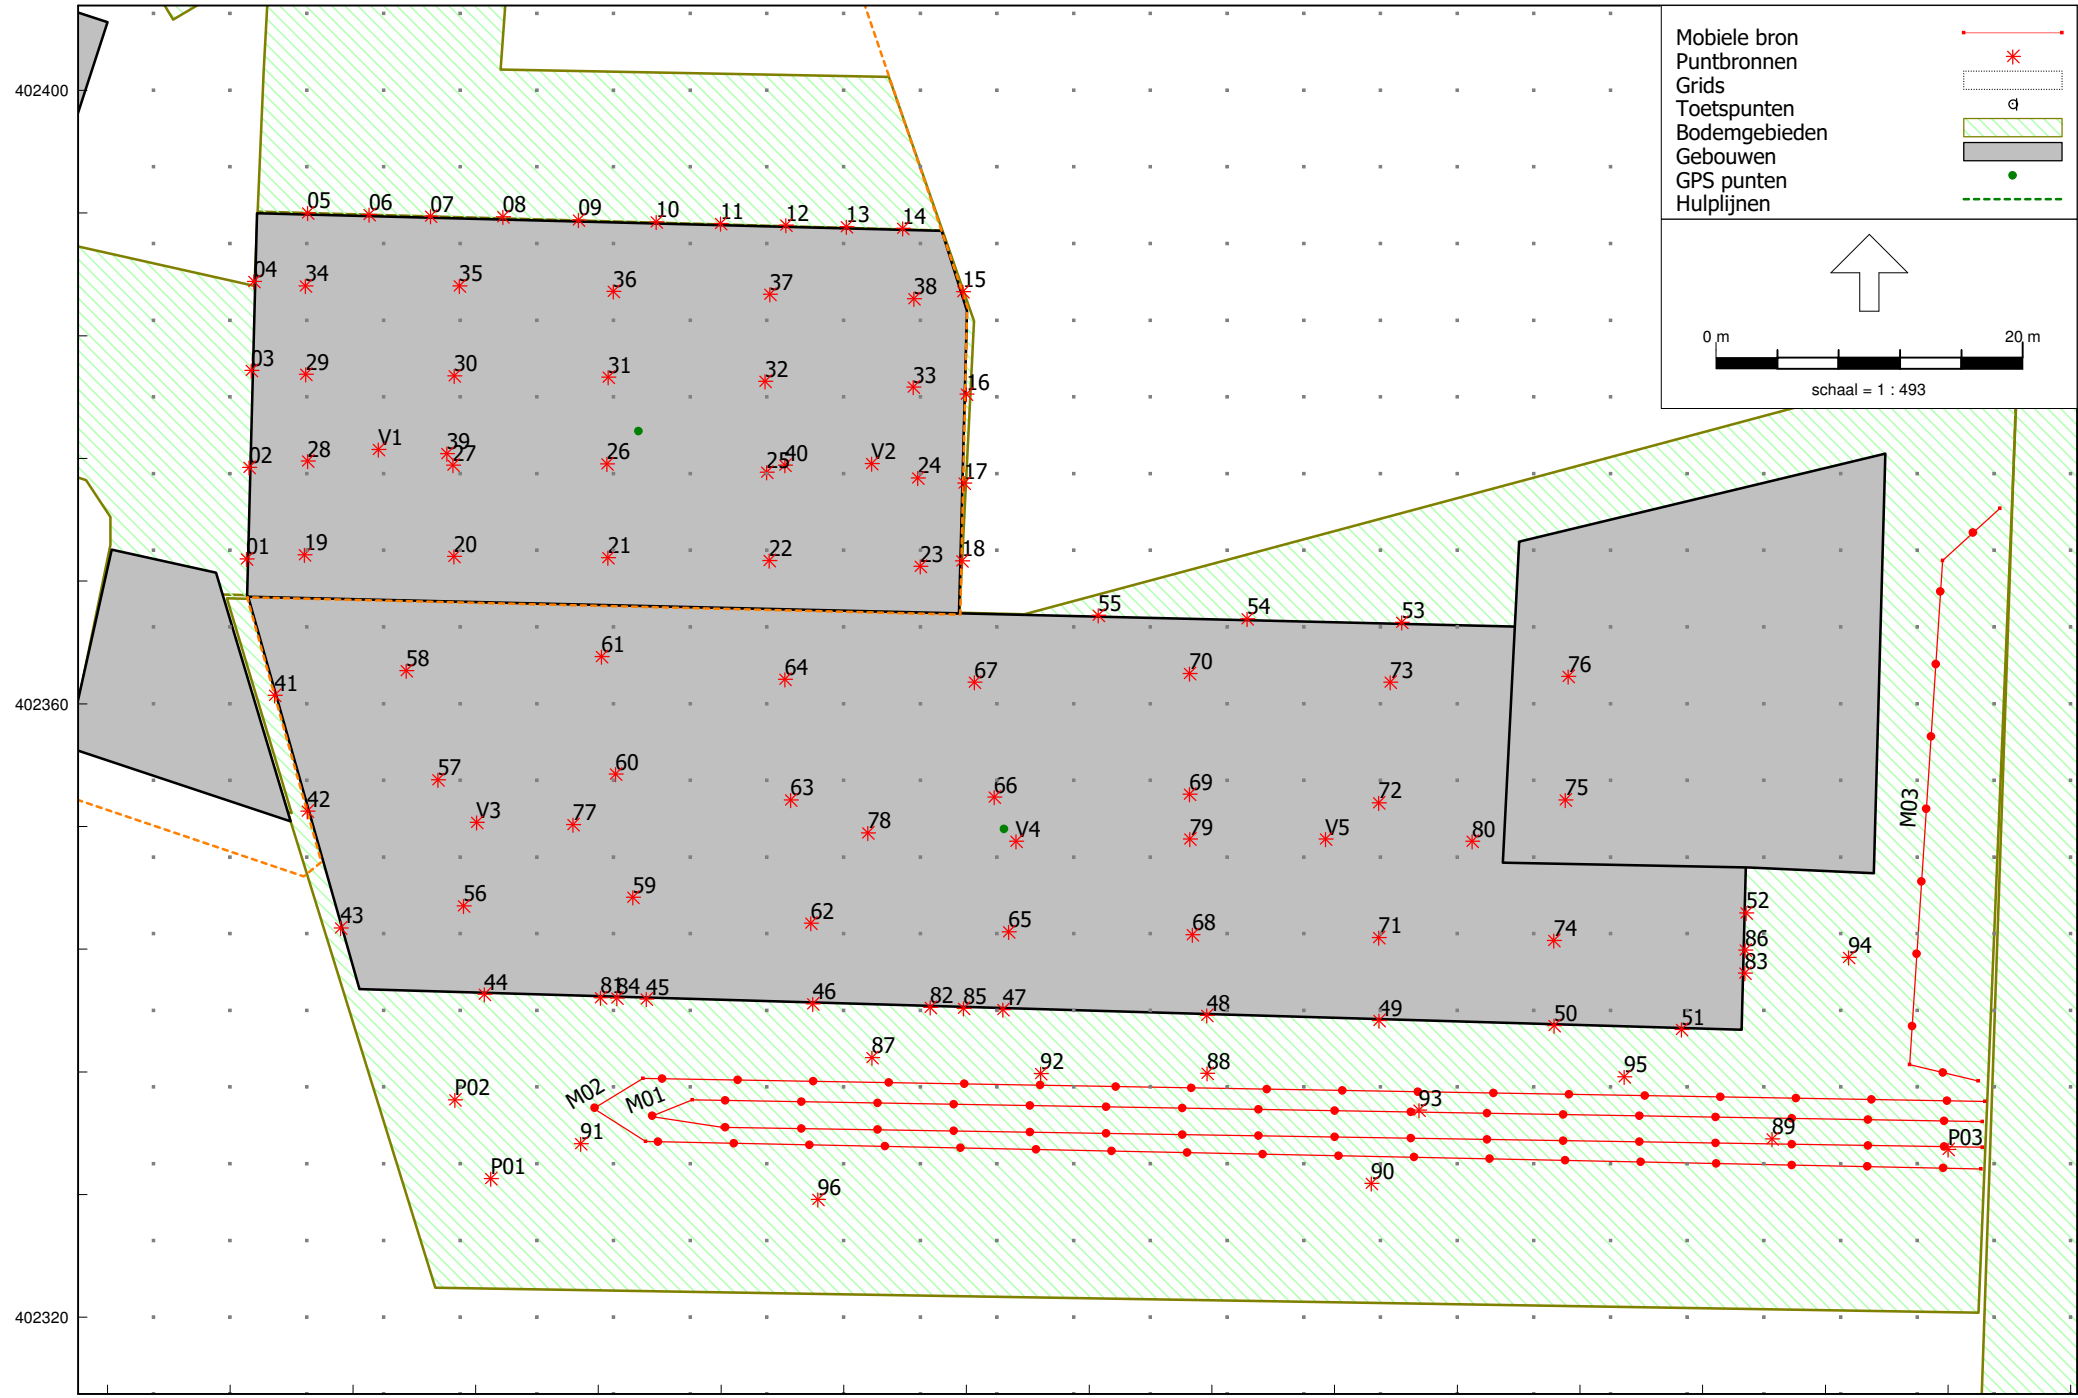 Mobiele bron
Puntbronnen
Grids
Toetspunten
Bodemgebieden
Gebouwen
GPS punten
Hulplijnen
0 m 20 m
schaal = 1 : 493
402400
05 06 07 08 09 10 11 12 13 14
04 34 35 36 37 38 15
03 29 30 31 32 33 16
02 28 V1 39 27 26 25 40 V2 24 17
01 19 20 21 22 23 18
55 54 53
402360
41 58 61 64 67 70 73 76
42 57 60 63 66 69 72 75
V3 77 78 V4 79 V5 80
M03
43 56 59 62 65 68 71 74 52
86 94
83
44 81 84 45 46 82 85 47 48 49 50 51
87 92 88 95
P02 M02 M01 93
91 89 P03
P01 96 90
402320